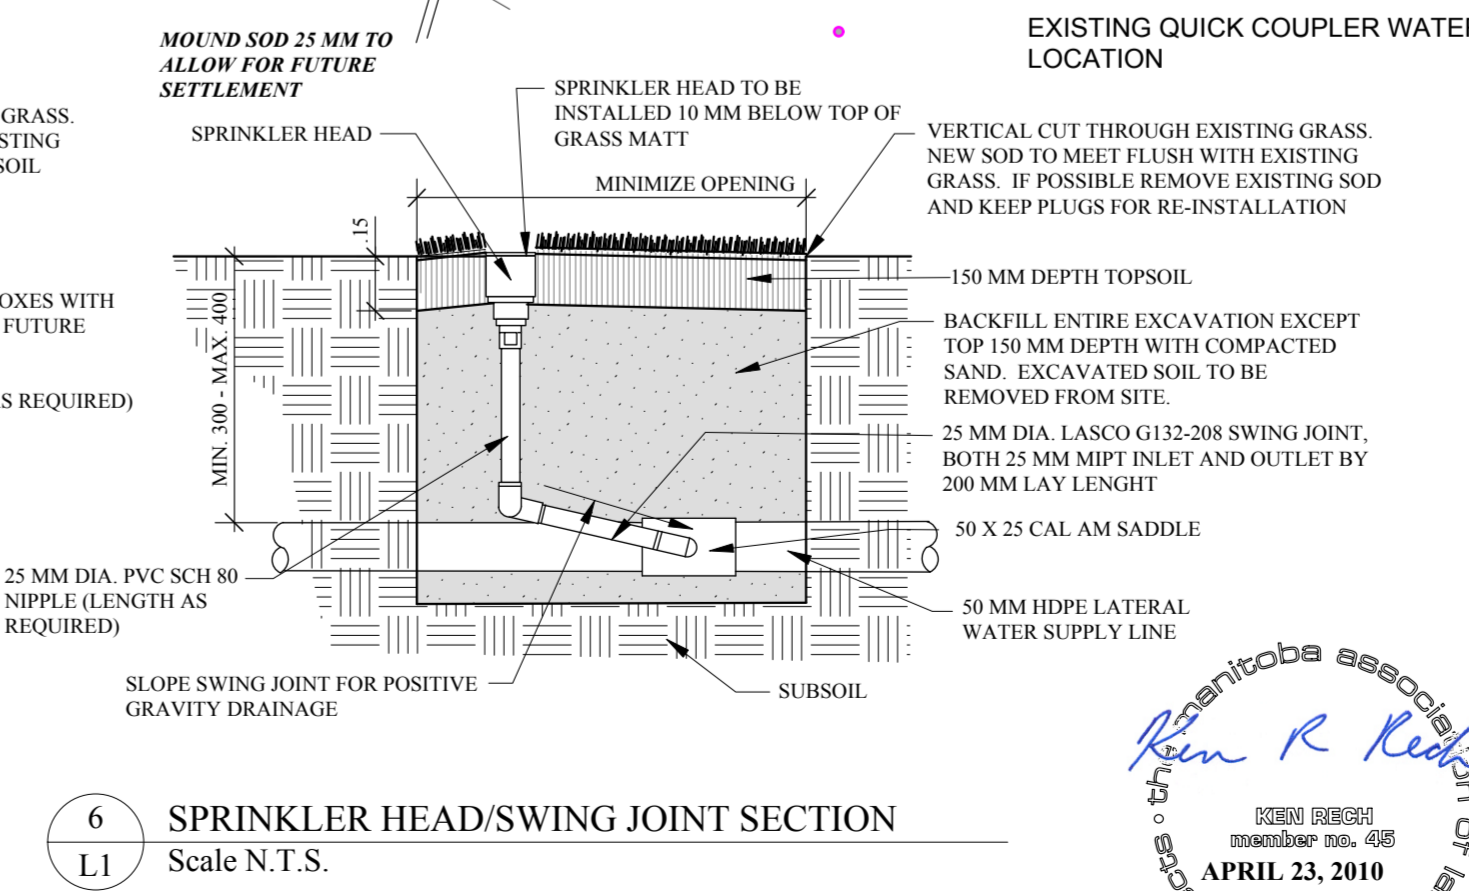 MOUND SOD 25 MM TO
ALLOW FOR FUTURE
SETTLEMENT
EXISTING QUICK COUPLER WATER
LOCATION
GRASS.
STING
SOIL
SPRINKLER HEAD
SPRINKLER HEAD TO BE
INSTALLED 10 MM BELOW TOP OF
GRASS MATT
VERTICAL CUT THROUGH EXISTING GRASS.
NEW SOD TO MEET FLUSH WITH EXISTING
GRASS. IF POSSIBLE REMOVE EXISTING SOD
AND KEEP PLUGS FOR RE-INSTALLATION
MINIMIZE OPENING
.15
150 MM DEPTH TOPSOIL
OXES WITH
FUTURE
AS REQUIRED)
MIN. 300 - MAX. 400
BACKFILL ENTIRE EXCAVATION EXCEPT
TOP 150 MM DEPTH WITH COMPACTED
SAND. EXCAVATED SOIL TO BE
REMOVED FROM SITE.
25 MM DIA. LASCO G132-208 SWING JOINT,
BOTH 25 MM MIPT INLET AND OUTLET BY
200 MM LAY LENGHT
50 X 25 CAL AM SADDLE
25 MM DIA. PVC SCH 80
NIPPLE (LENGTH AS
REQUIRED)
50 MM HDPE LATERAL
WATER SUPPLY LINE
SLOPE SWING JOINT FOR POSITIVE
GRAVITY DRAINAGE
SUBSOIL
6
L1
SPRINKLER HEAD/SWING JOINT SECTION
Scale N.T.S.
the manitoba association of la
cts
Ken R Rech
KEN RECH
member no. 45
APRIL 23, 2010